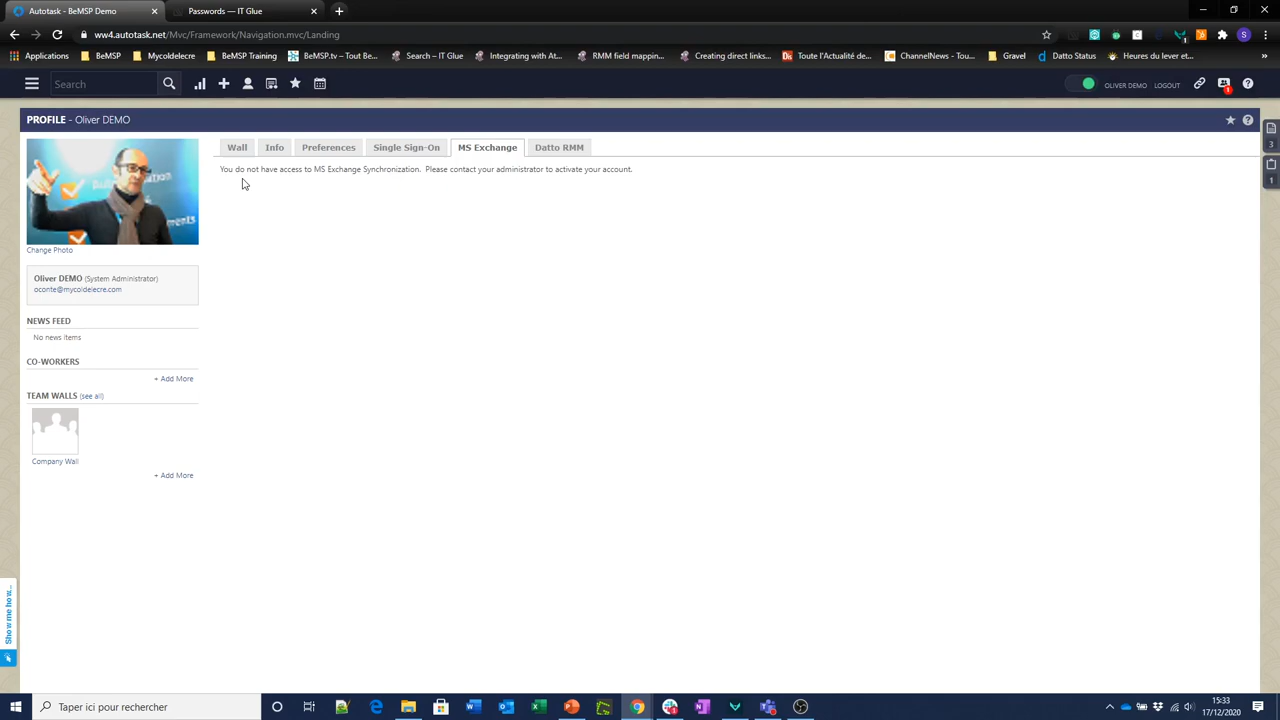 Autotask - BeMSP Demo
Passwords — IT Glue
ww4.autotask.net/Mvc/Framework/Navigation.mvc/Landing
Applications
BeMSP
Mycoldelecre
BeMSP Training
BeMSP.tv – Tout Be...
Search – IT Glue
Integrating with At...
RMM field mappin...
Creating direct links...
Toute l'Actualité de...
ChannelNews - Tou...
Gravel
Datto Status
Heures du lever et...
Search
OLIVER DEMO
LOGOUT
1
PROFILE - Oliver DEMO
3
1
Wall
Info
Preferences
Single Sign-On
MS Exchange
Datto RMM
You do not have access to MS Exchange Synchronization. Please contact your administrator to activate your account.
Change Photo
Oliver DEMO (System Administrator)
oconte@mycoldelecre.com
NEWS FEED
No news items
CO-WORKERS
+ Add More
TEAM WALLS (see all)
Company Wall
+ Add More
Show me how...
Taper ici pour rechercher
15:33
17/12/2020